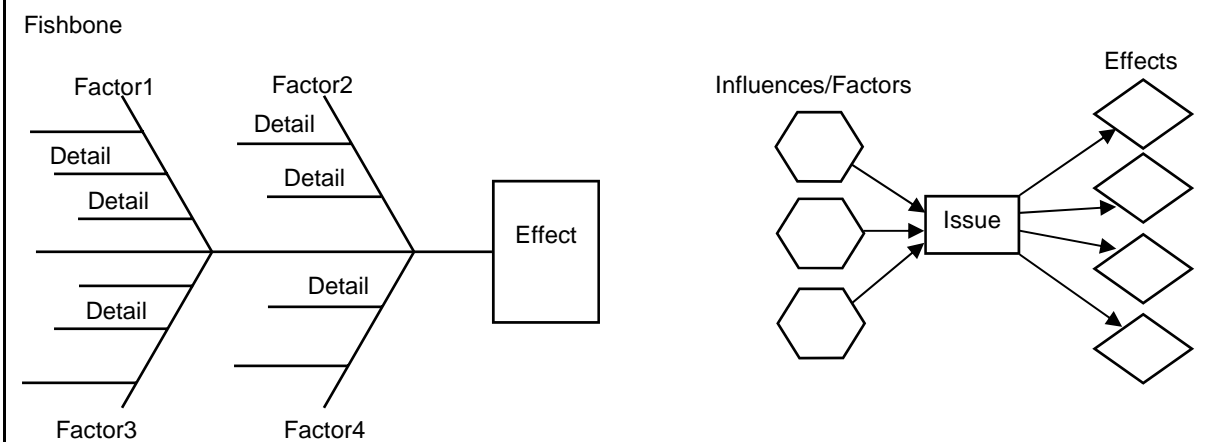 Fishbone
Factor1
Factor2
Detail
Detail
Detail
Detail
Effect
Detail
Detail
Factor3
Factor4
Influences/Factors
Effects
Issue